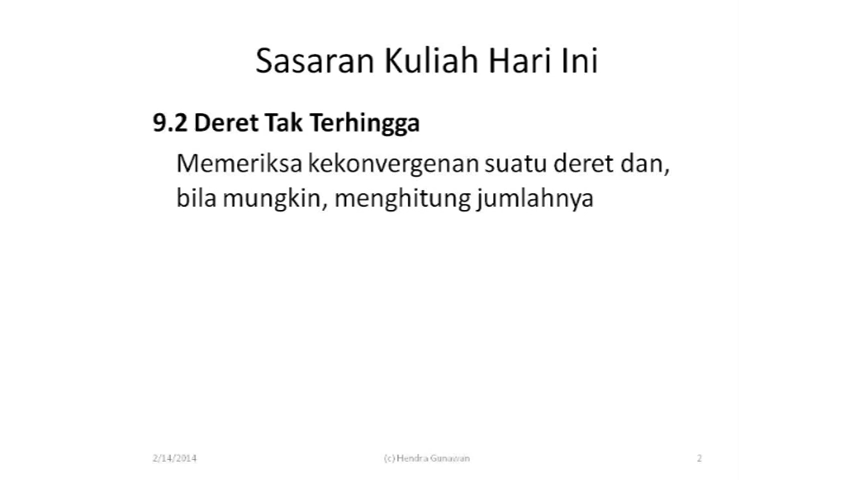 Sasaran Kuliah Hari Ini
9.2 Deret Tak Terhingga
Memeriksa kekonvergenan suatu deret dan,
bila mungkin, menghitung jumlahnya
2/14/2014
(c) Hendra Gunawan
2